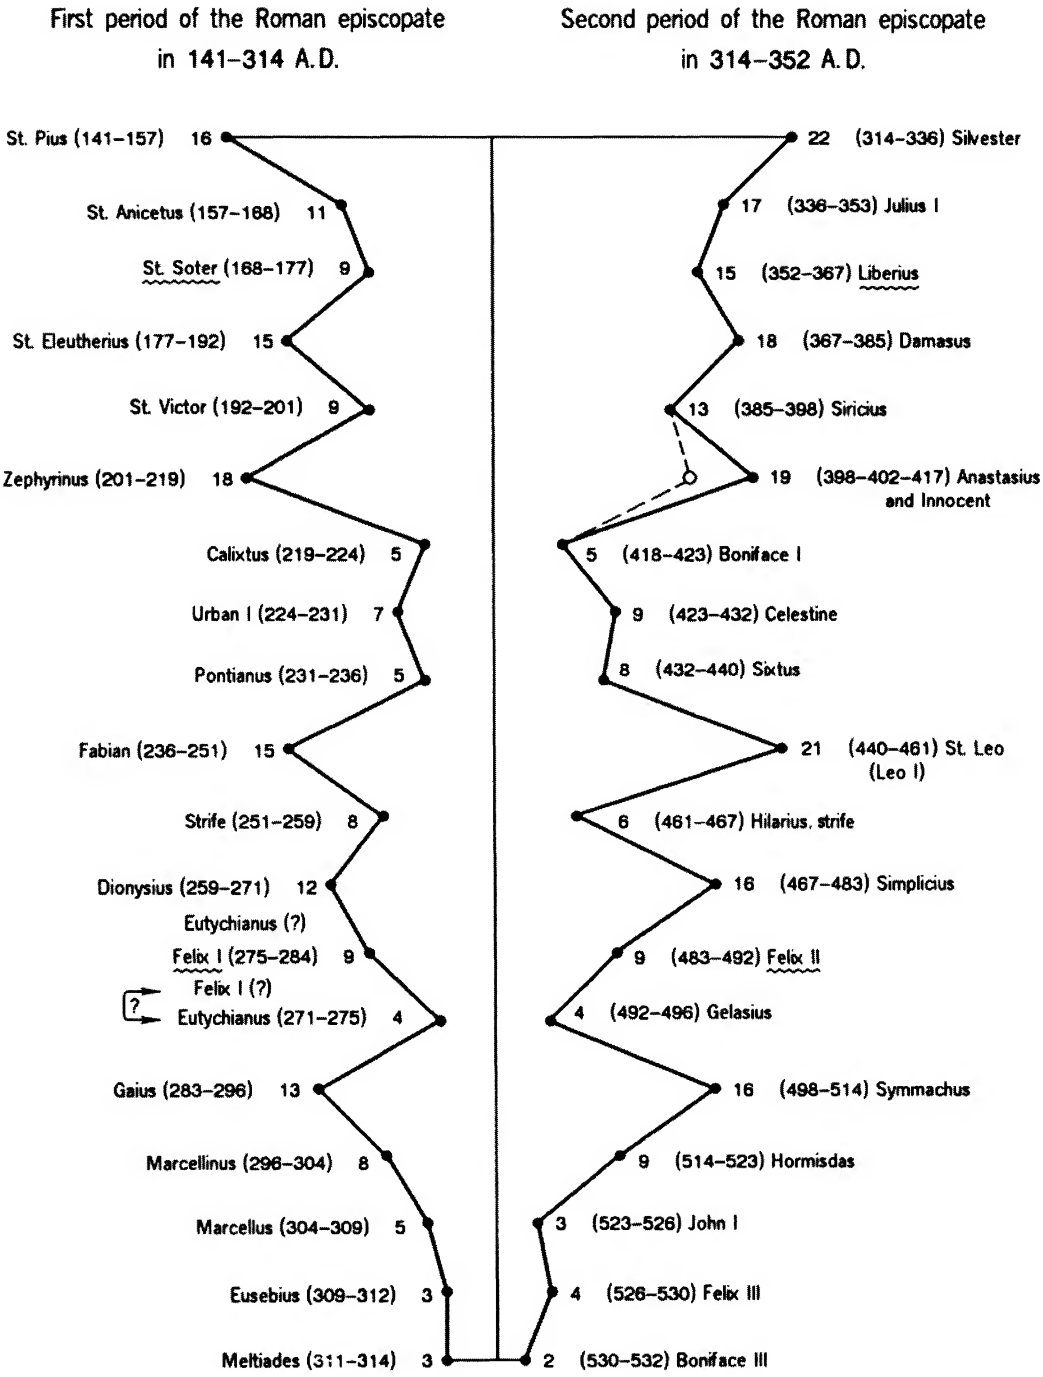 First period of the Roman episcopate
in 141–314 A.D.
Second period of the Roman episcopate
in 314–352 A.D.
St. Pius (141–157) 16
22 (314–336) Silvester
St. Anicetus (157–168) 11
17 (336–353) Julius I
St. Soter (168–177) 9
15 (352–367) Liberius
St. Eleutherius (177–192) 15
18 (367–385) Damasus
St. Victor (192–201) 9
13 (385–398) Siricius
Zephyrinus (201–219) 18
19 (398–402–417) Anastasius
and Innocent
Calixtus (219–224) 5
5 (418–423) Boniface I
Urban I (224–231) 7
9 (423–432) Celestine
Pontianus (231–236) 5
8 (432–440) Sixtus
Fabian (236–251) 15
21 (440–461) St. Leo
(Leo I)
Strife (251–259) 8
6 (461–467) Hilarius, strife
Dionysius (259–271) 12
16 (467–483) Simplicius
Eutychianus (?)
Felix I (275–284) 9
9 (483–492) Felix II
Felix I (?)
?
Eutychianus (271–275) 4
4 (492–496) Gelasius
Gaius (283–296) 13
16 (498–514) Symmachus
Marcellinus (296–304) 8
9 (514–523) Hormisdas
Marcellus (304–309) 5
3 (523–526) John I
Eusebius (309–312) 3
4 (526–530) Felix III
Meltiades (311–314) 3
2 (530–532) Boniface III